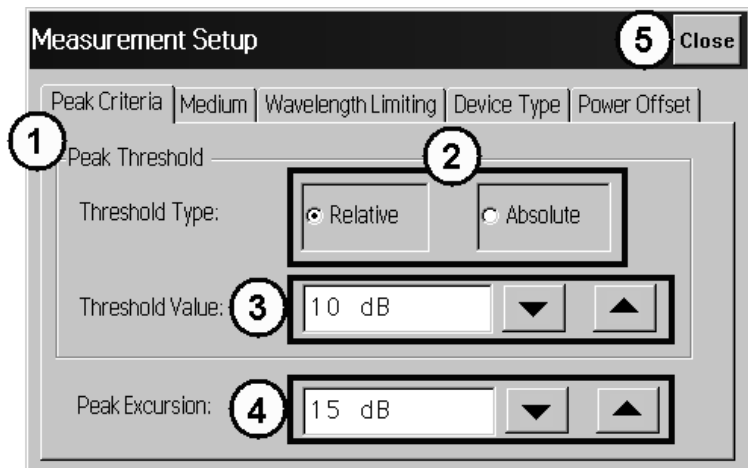 Measurement Setup
5
Close
Peak Criteria Medium Wavelength Limiting Device Type Power Offset
1
Peak Threshold
2
Threshold Type: Relative Absolute
Threshold Value: 3 10 dB
Peak Excursion: 4 15 dB